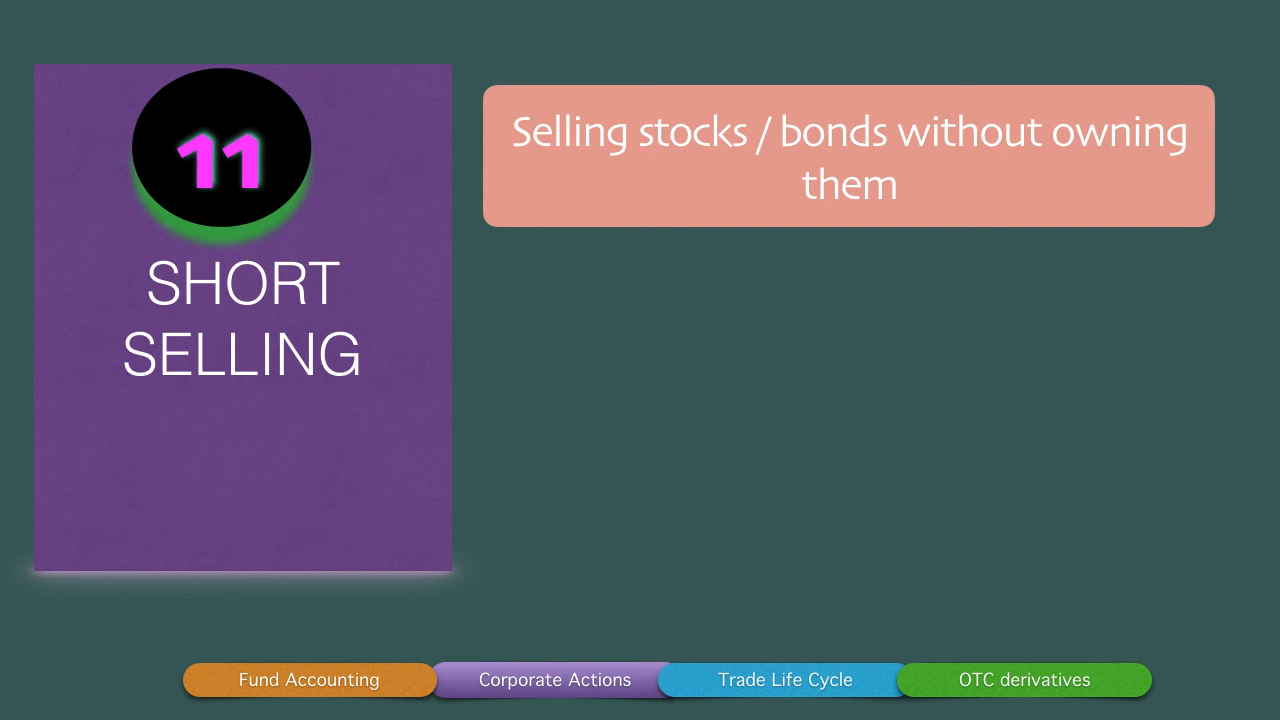 11
SHORT
SELLING
Selling stocks / bonds without owning
them
Fund Accounting
Corporate Actions
Trade Life Cycle
OTC derivatives